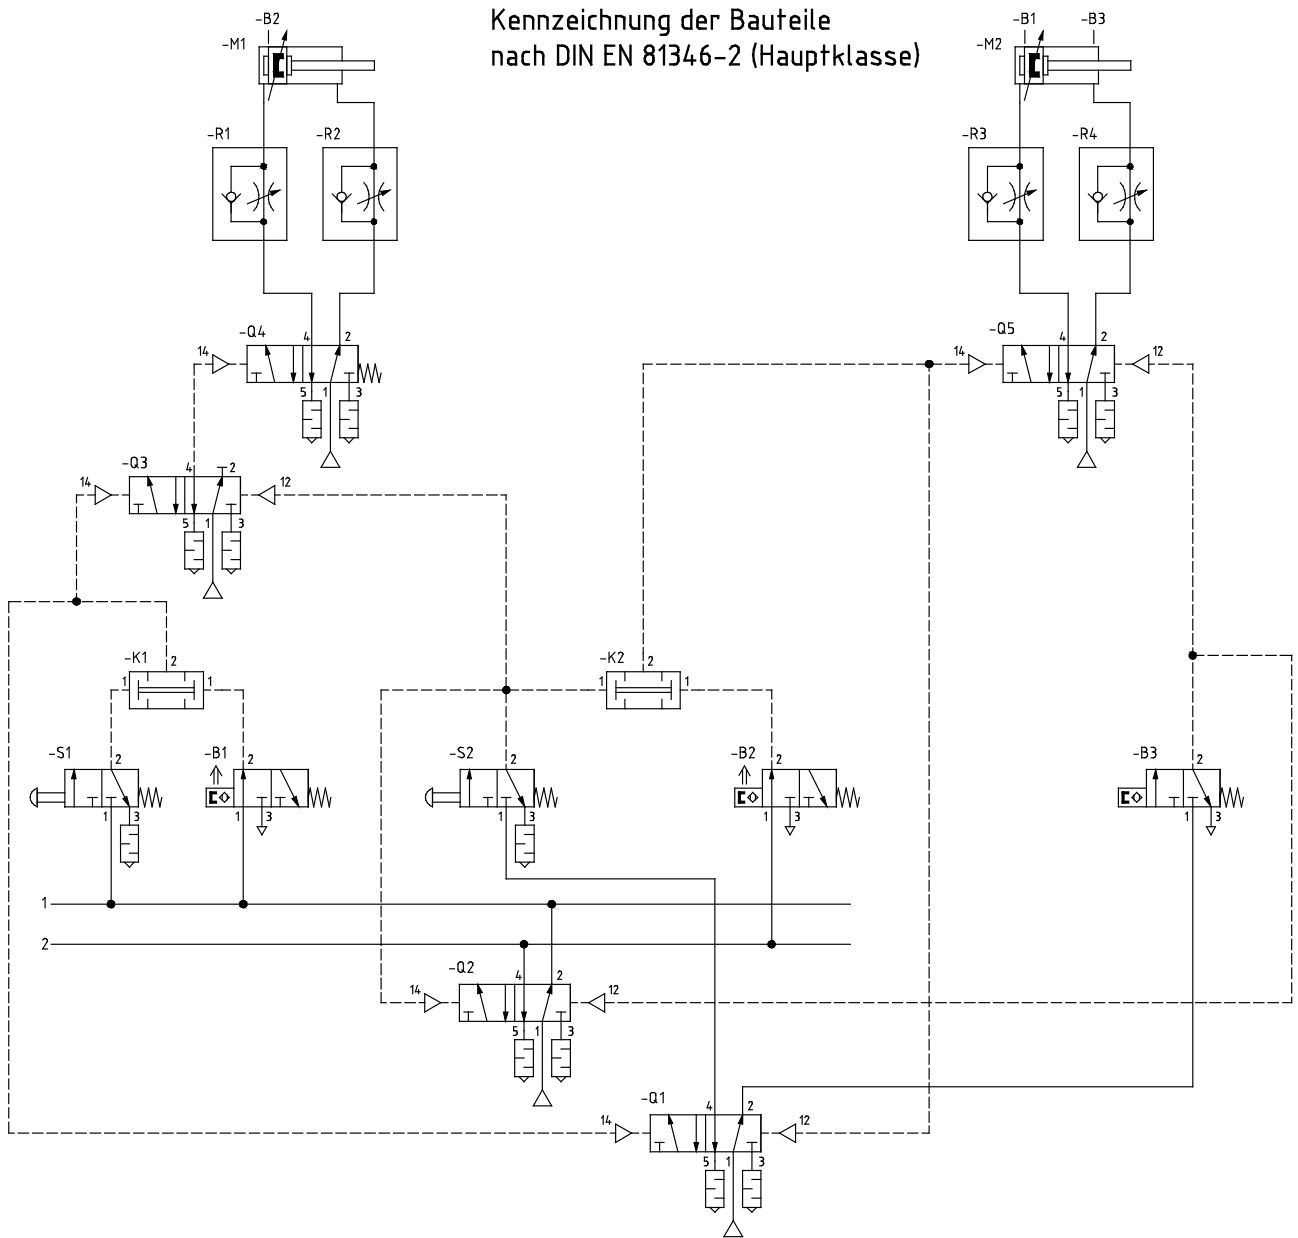 Kennzeichnung der Bauteile
nach DIN EN 81346-2 (Hauptklasse)
-B2
-M1
-B1 -B3
-M2
-R1 -R2
-R3 -R4
-Q4 4 2
14
5 1 3
-Q5 4 2
14 12
5 1 3
-Q3 4 2
14 12
5 1 3
-K1 2
1 1
-K2 2
1 1
-S1 2
1 3
-B1 2
1 3
-S2 2
1 3
-B2 2
1 3
-B3 2
1 3
1
2
-Q2 4 2
14 12
5 1 3
-Q1 4 2
14 12
5 1 3